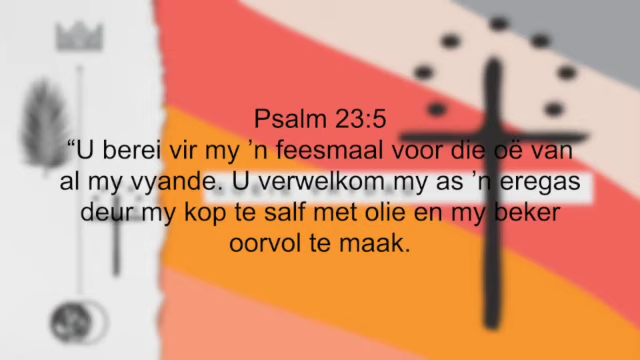 Psalm 23:5
“U berei vir my ’n feesmaal voor die oë van
al my vyande. U verwelkom my as ’n eregas
deur my kop te salf met olie en my beker
oorvol te maak.